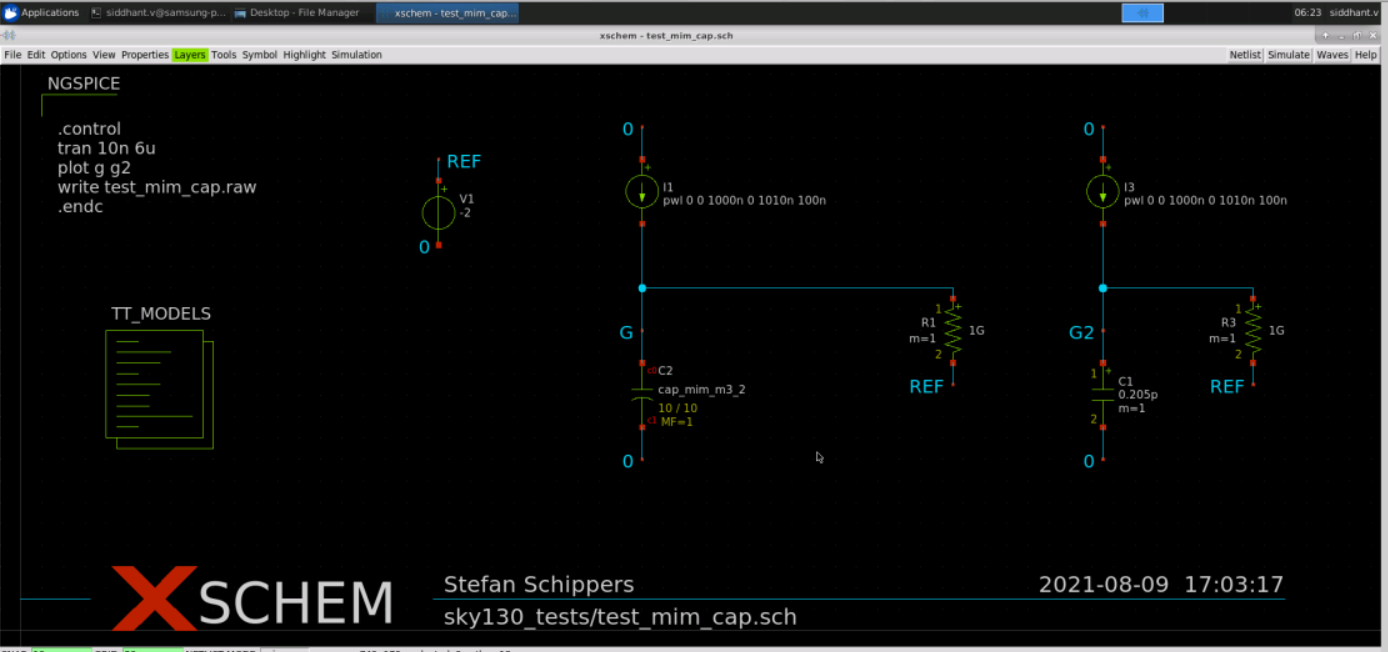 Applications
siddhant.v@samsung-p...
Desktop - File Manager
xschem - test_mim_cap...
06:23 siddhant.v
xschem - test_mim_cap.sch
File Edit Options View Properties Layers Tools Symbol Highlight Simulation
Netlist Simulate Waves Help
NGSPICE
.control
tran 10n 6u
plot g g2
write test_mim_cap.raw
.endc
REF
+
V1
-2
0
TT_MODELS
0
+
I1
pwl 0 0 1000n 0 1010n 100n
G
c0
C2
cap_mim_m3_2
10 / 10
c1
MF=1
0
1
+
R1
1G
m=1
2
REF
0
+
I3
pwl 0 0 1000n 0 1010n 100n
G2
1
+
C1
0.205p
m=1
2
0
1
+
R3
1G
m=1
2
REF
XSCHEM
Stefan Schippers
2021-08-09 17:03:17
sky130_tests/test_mim_cap.sch